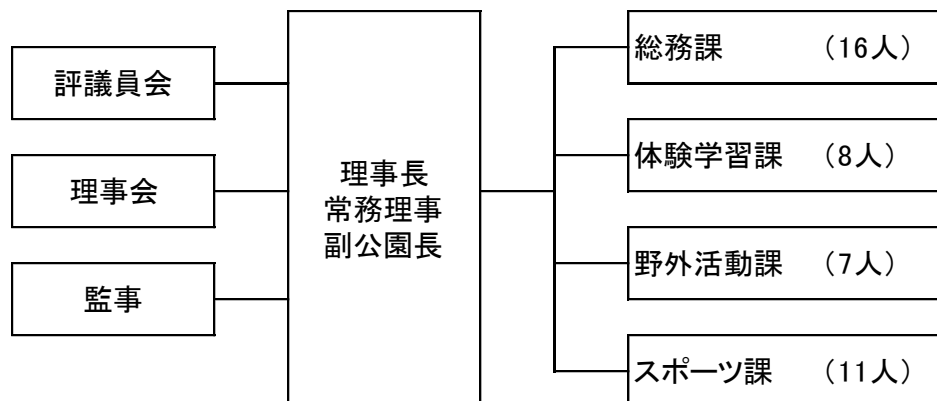 評議員会
理事会
監事
理事長
常務理事
副公園長
総務課　　　（16人）
体験学習課　（8人）
野外活動課　（7人）
スポーツ課　（11人）